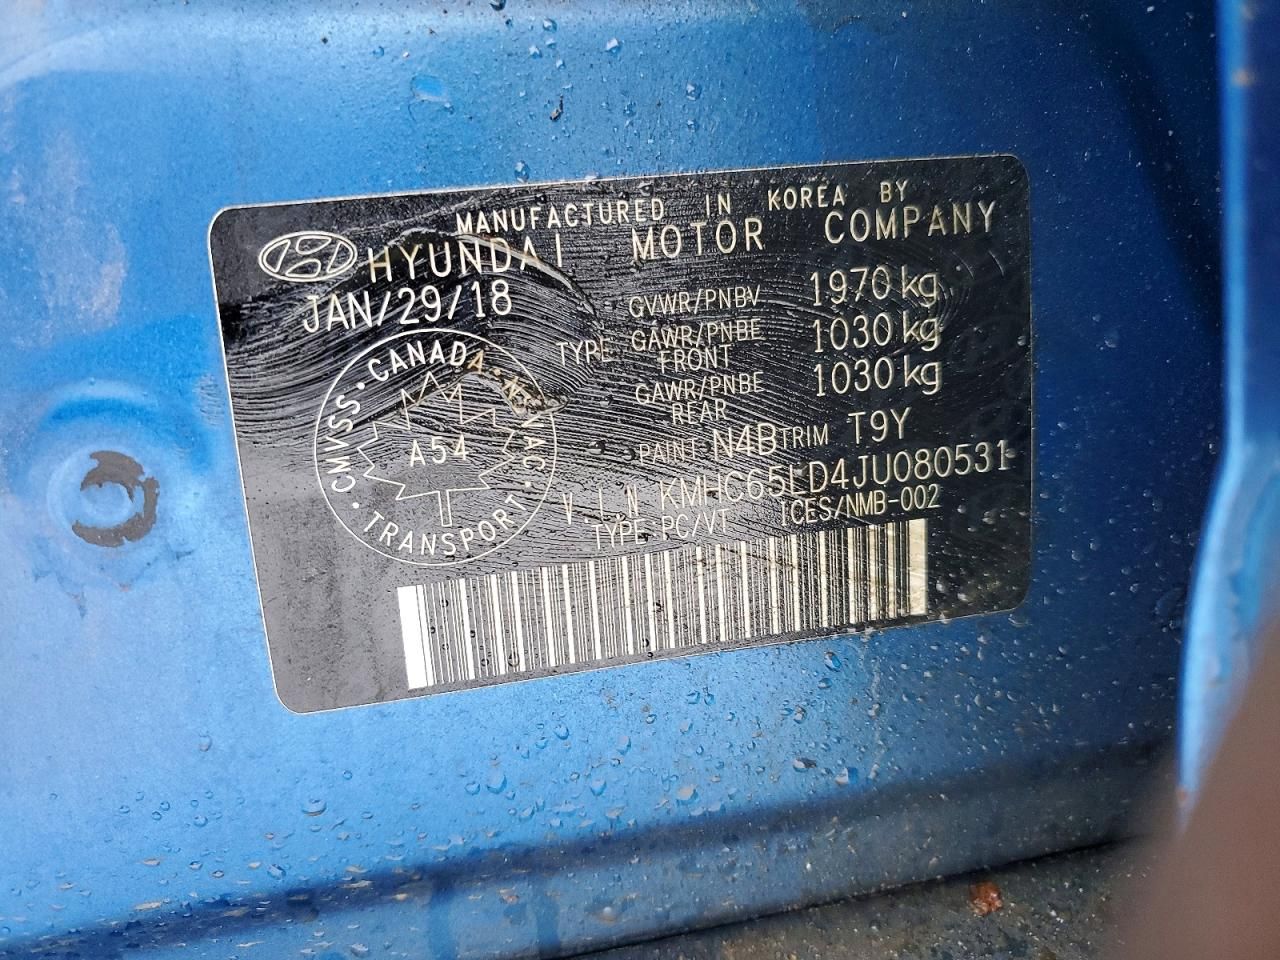 MANUFACTURED IN KOREA BY
HYUNDAI MOTOR COMPANY
JAN/29/18
GVWR/PNBV 1970 kg
TYPE GAWR/PNBE FRONT 1030 kg
GAWR/PNBE REAR 1030 kg
CANADA
CMVSS
A54
TRANSPORT
PAINT N4B TRIM T9Y
V.I.N KMHC65LD4JU080531
TYPE PC/VT ICES/NMB-002